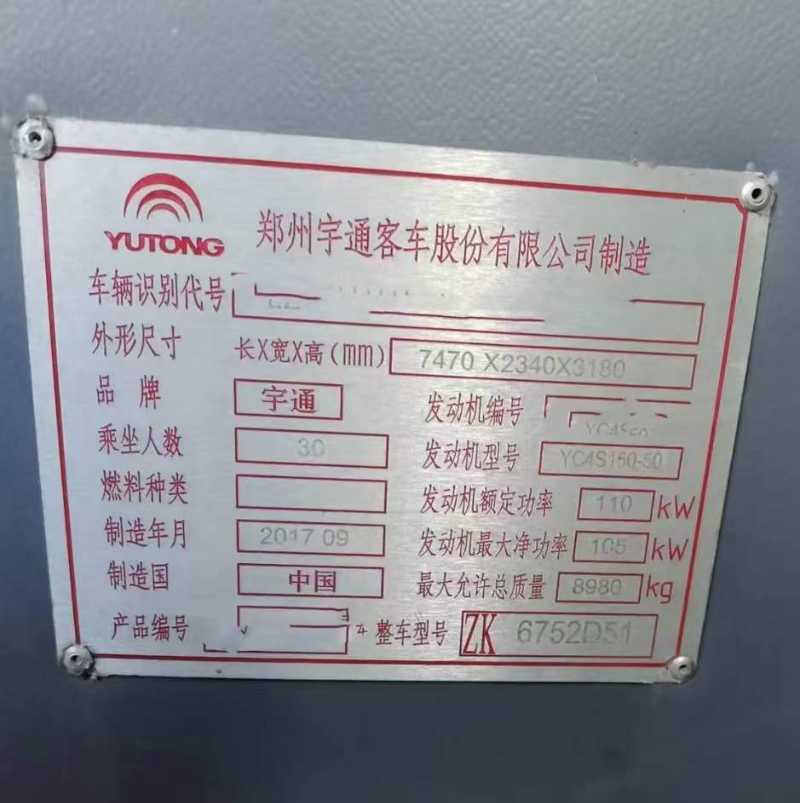 YUTONG
郑州宇通客车股份有限公司制造
车辆识别代号
外形尺寸 长X宽X高(mm) 7470 X2340X3180
品牌 宇通 发动机编号
乘坐人数 30 发动机型号 YC4S150-50
燃料种类 发动机额定功率 110 kW
制造年月 2017 09 发动机最大净功率 105 kW
制造国 中国 最大允许总质量 8980 kg
产品编号 整车型号 ZK 6752D51